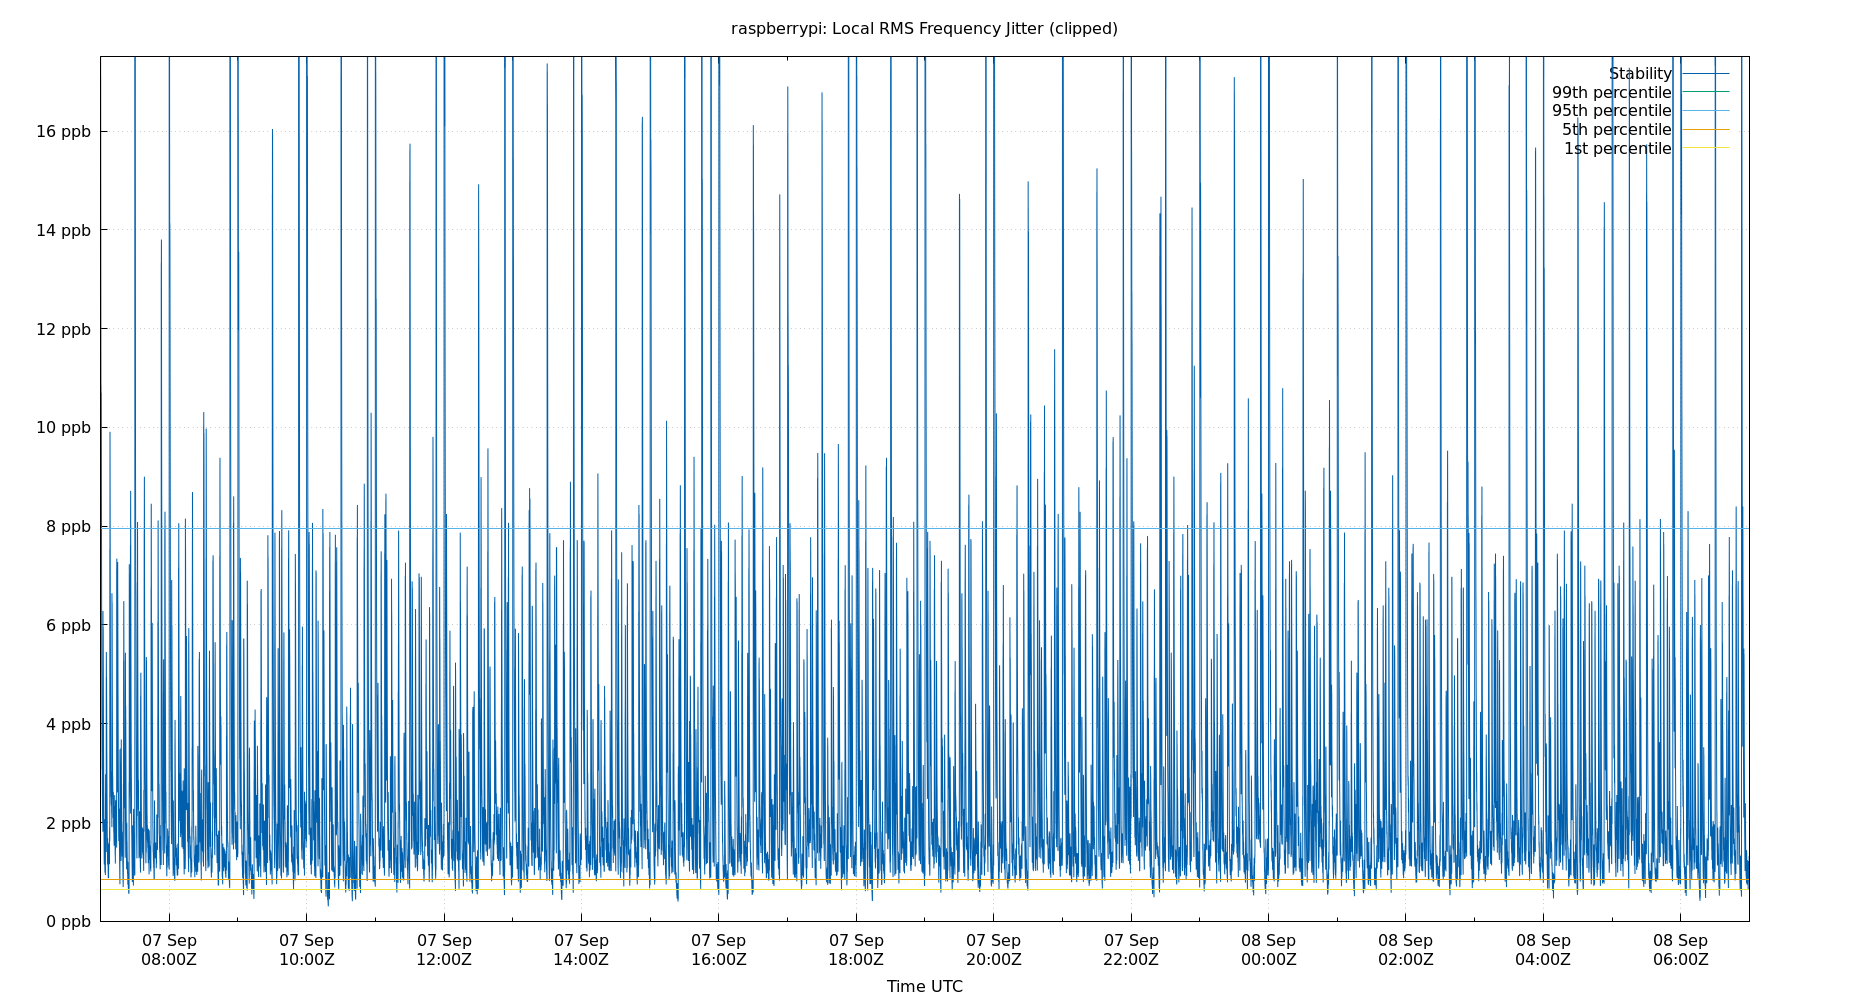 raspberrypi: Local RMS Frequency Jitter (clipped)
Stability
99th percentile
95th percentile
5th percentile
1st percentile
16 ppb
14 ppb
12 ppb
10 ppb
8 ppb
6 ppb
4 ppb
2 ppb
0 ppb
07 Sep 07 Sep 07 Sep 07 Sep 07 Sep 07 Sep 07 Sep 07 Sep 08 Sep 08 Sep 08 Sep 08 Sep
08:00Z 10:00Z 12:00Z 14:00Z 16:00Z 18:00Z 20:00Z 22:00Z 00:00Z 02:00Z 04:00Z 06:00Z
Time UTC